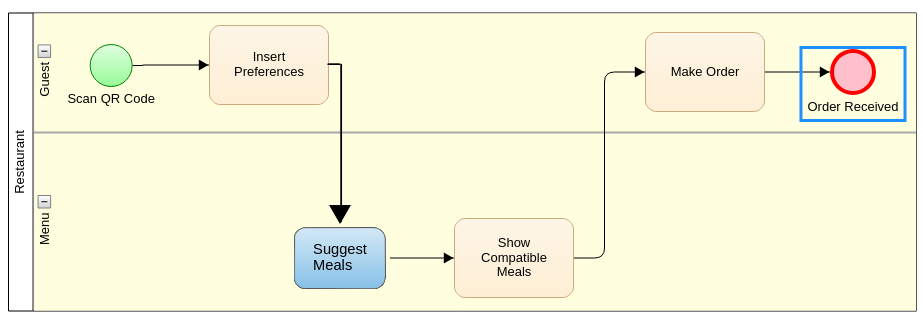 Restaurant
Guest
Scan QR Code
Insert
Preferences
Make Order
Order Received
Menu
Suggest
Meals
Show
Compatible
Meals